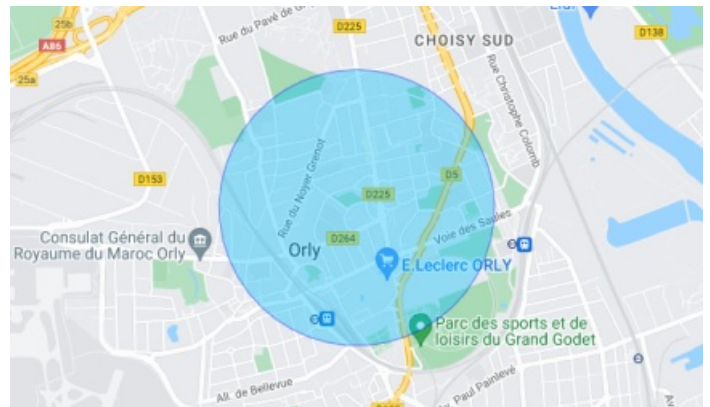 25b
A86
25a
Rue du Pavé de G
D225
CHOISY SUD
D138
Rue Christophe Colomb
Rue du Noyer Grenot
D153
D225
D5
Voie des Saules
Consulat Général du
Royaume du Maroc Orly
Orly
D264
E.Leclerc ORLY
Parc des sports et de
loisirs du Grand Godet
All. de Bellevue
Av. Paul Painlevé